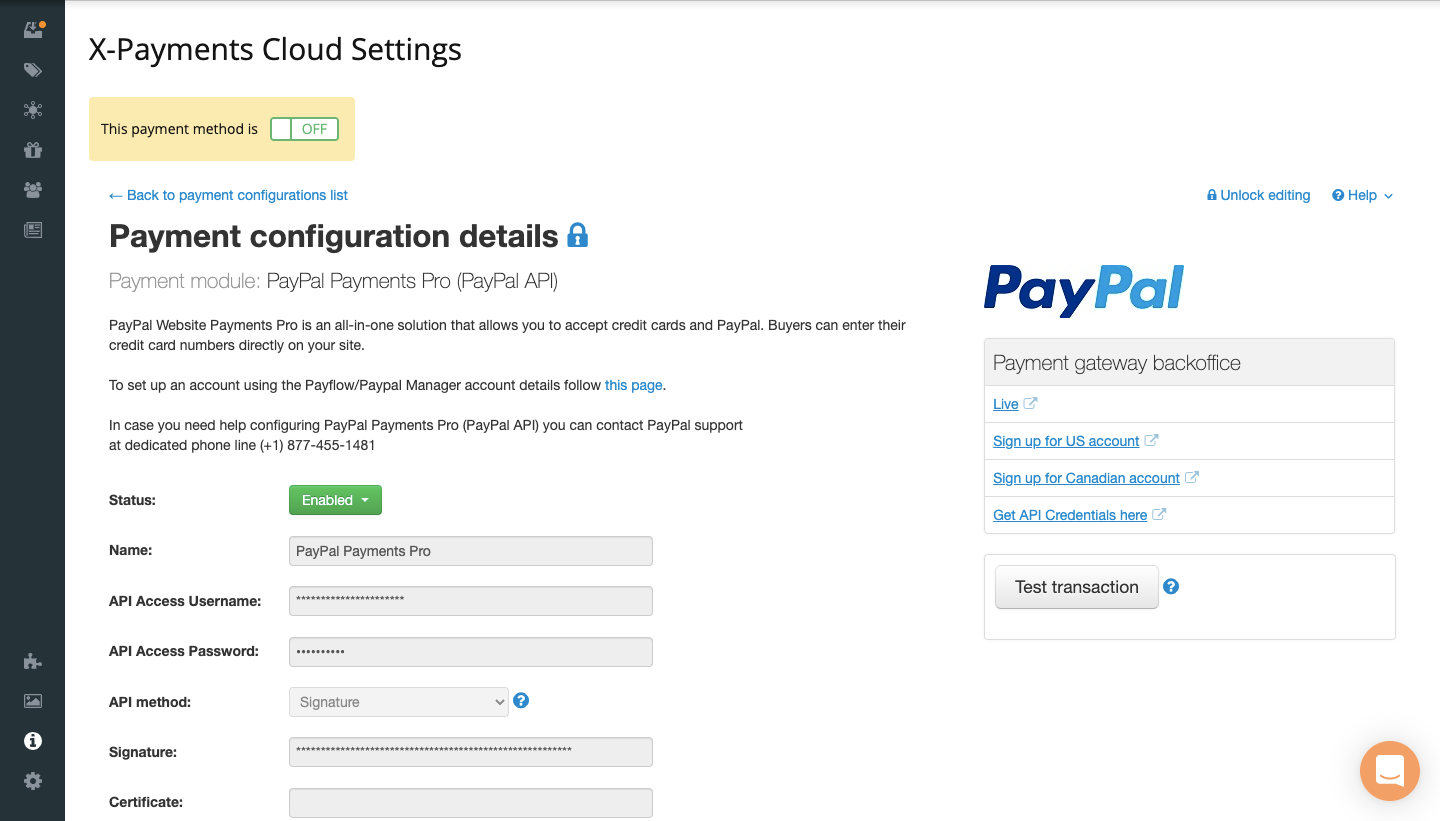 X-Payments Cloud Settings
This payment method is OFF
← Back to payment configurations list
Unlock editing
Help
Payment configuration details
Payment module: PayPal Payments Pro (PayPal API)
PayPal Website Payments Pro is an all-in-one solution that allows you to accept credit cards and PayPal. Buyers can enter their
credit card numbers directly on your site.
To set up an account using the Payflow/Paypal Manager account details follow this page.
In case you need help configuring PayPal Payments Pro (PayPal API) you can contact PayPal support
at dedicated phone line (+1) 877-455-1481
Status: Enabled
Name: PayPal Payments Pro
API Access Username: **********************
API Access Password: ••••••••••
API method: Signature
Signature: ********************************************************
Certificate:
PayPal
Payment gateway backoffice
Live
Sign up for US account
Sign up for Canadian account
Get API Credentials here
Test transaction